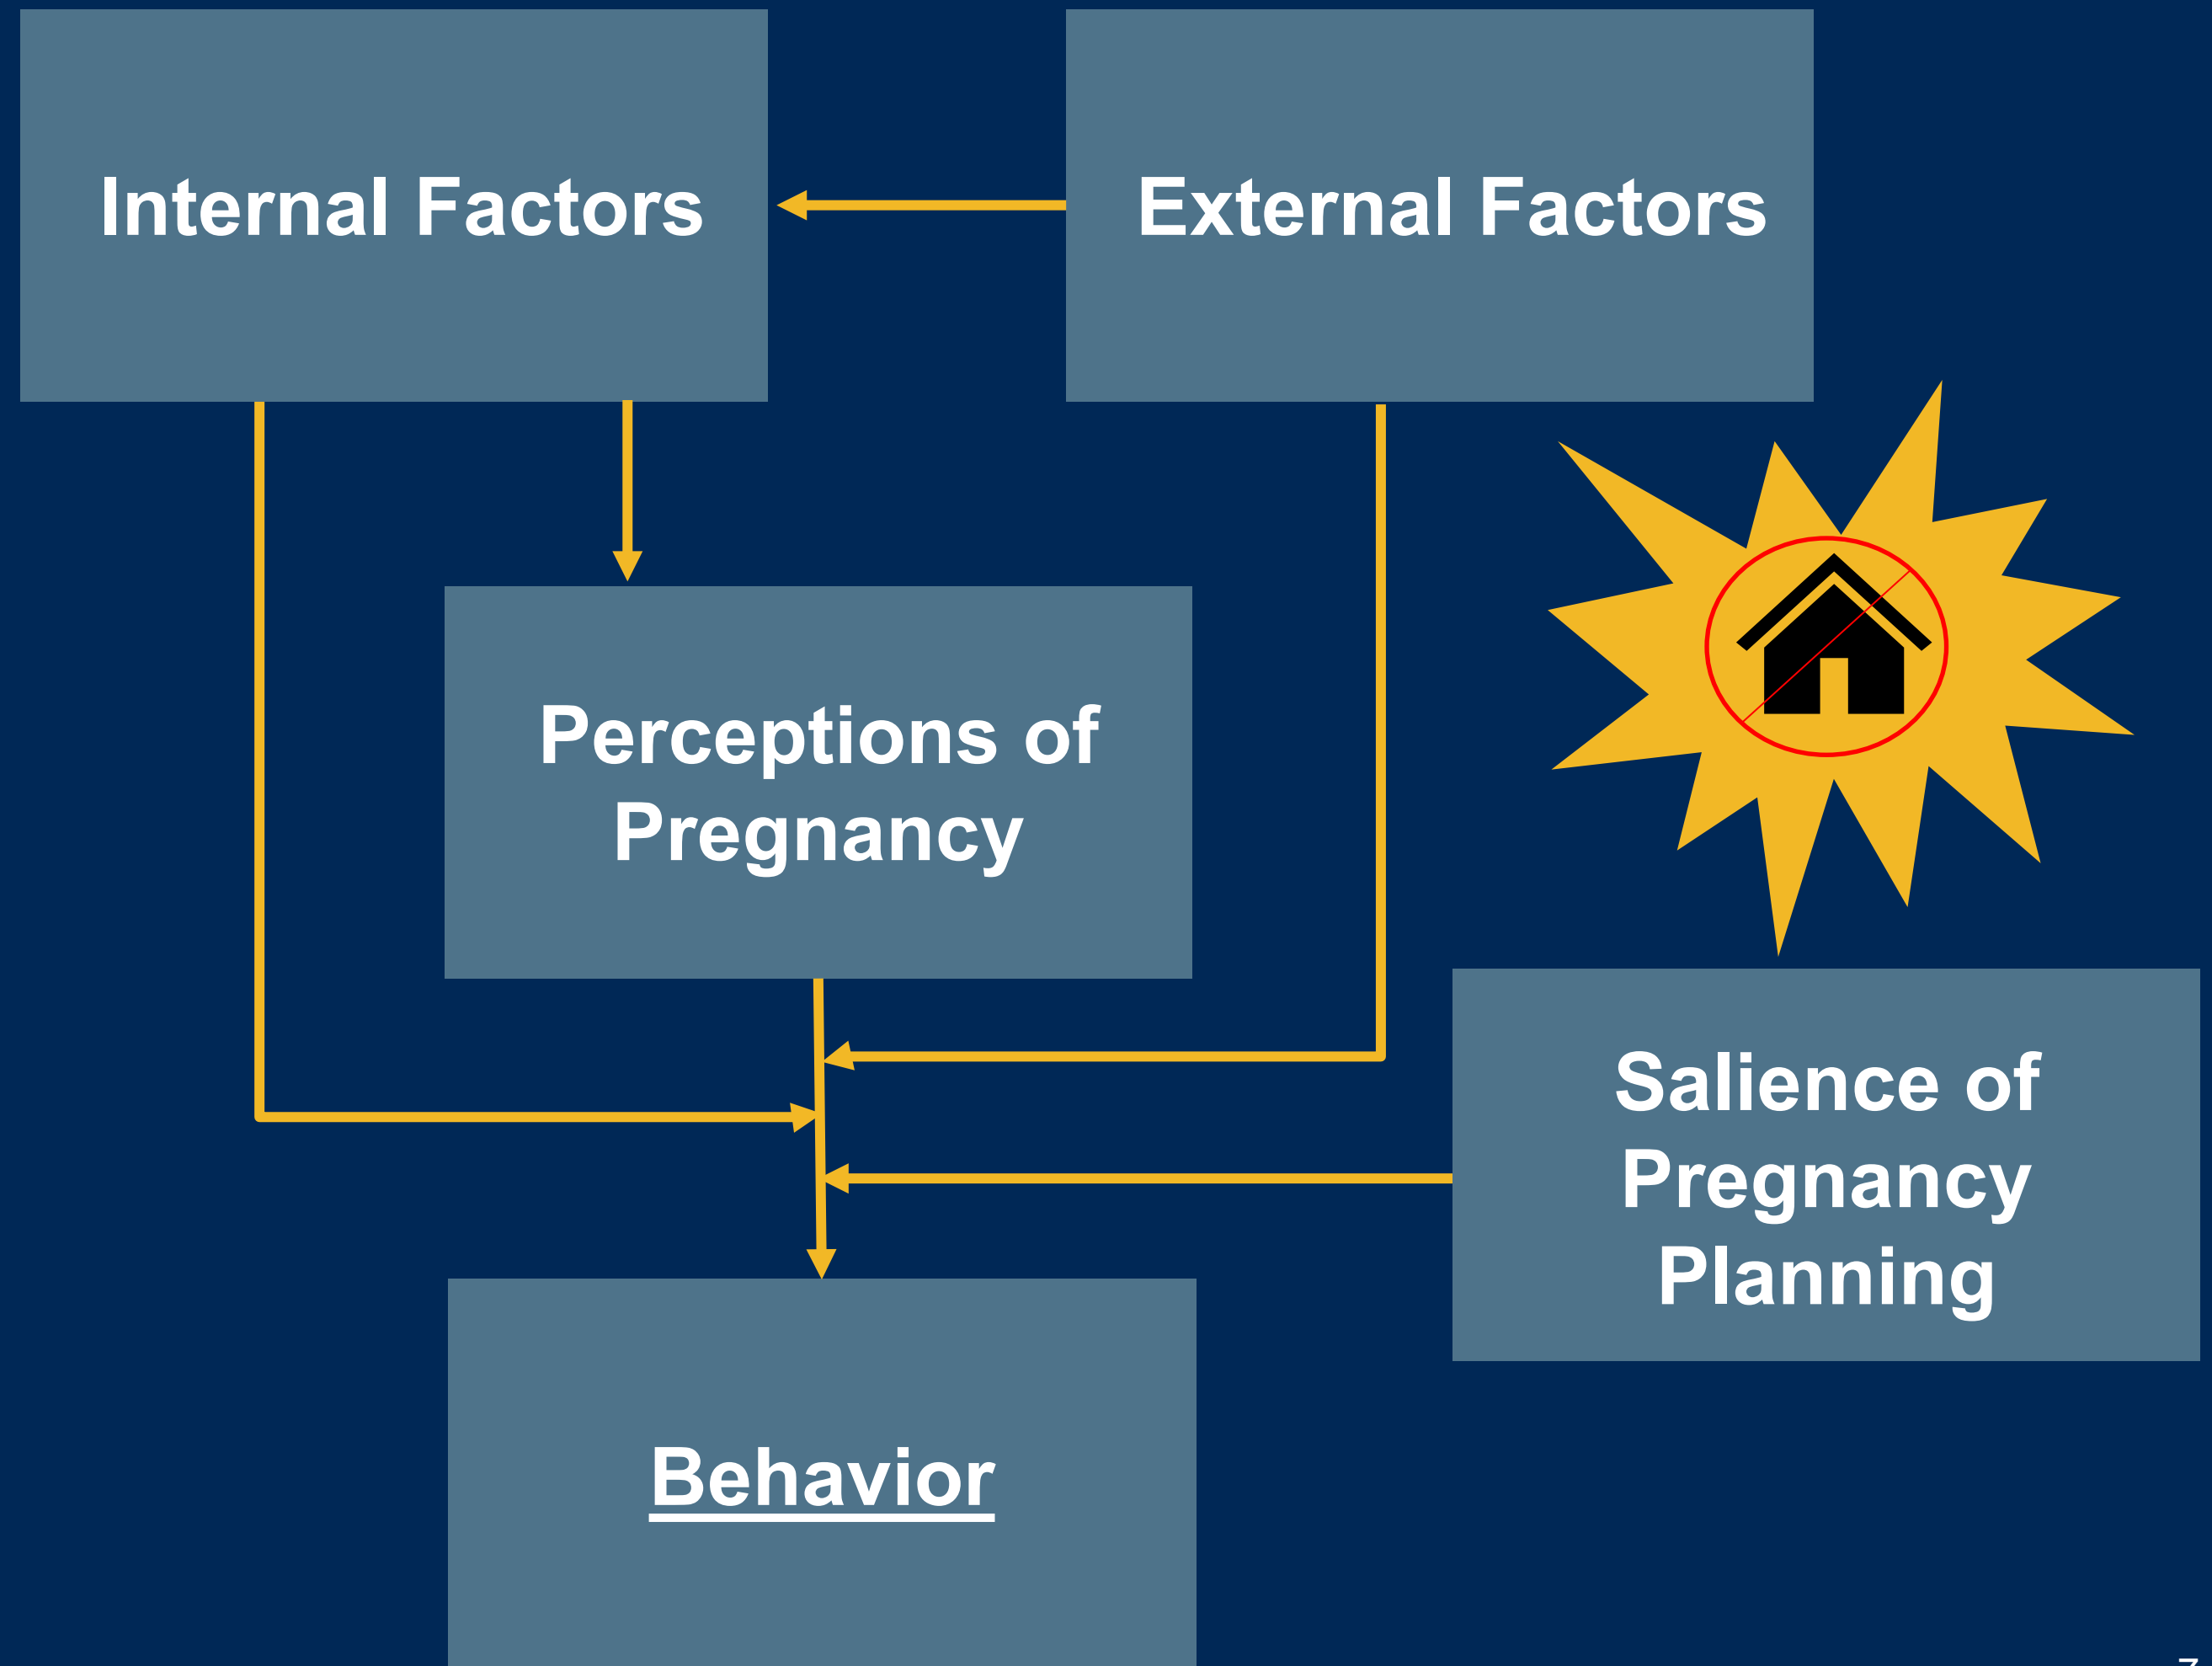 Internal Factors
External Factors
Perceptions of
Pregnancy
Salience of
Pregnancy
Planning
Behavior